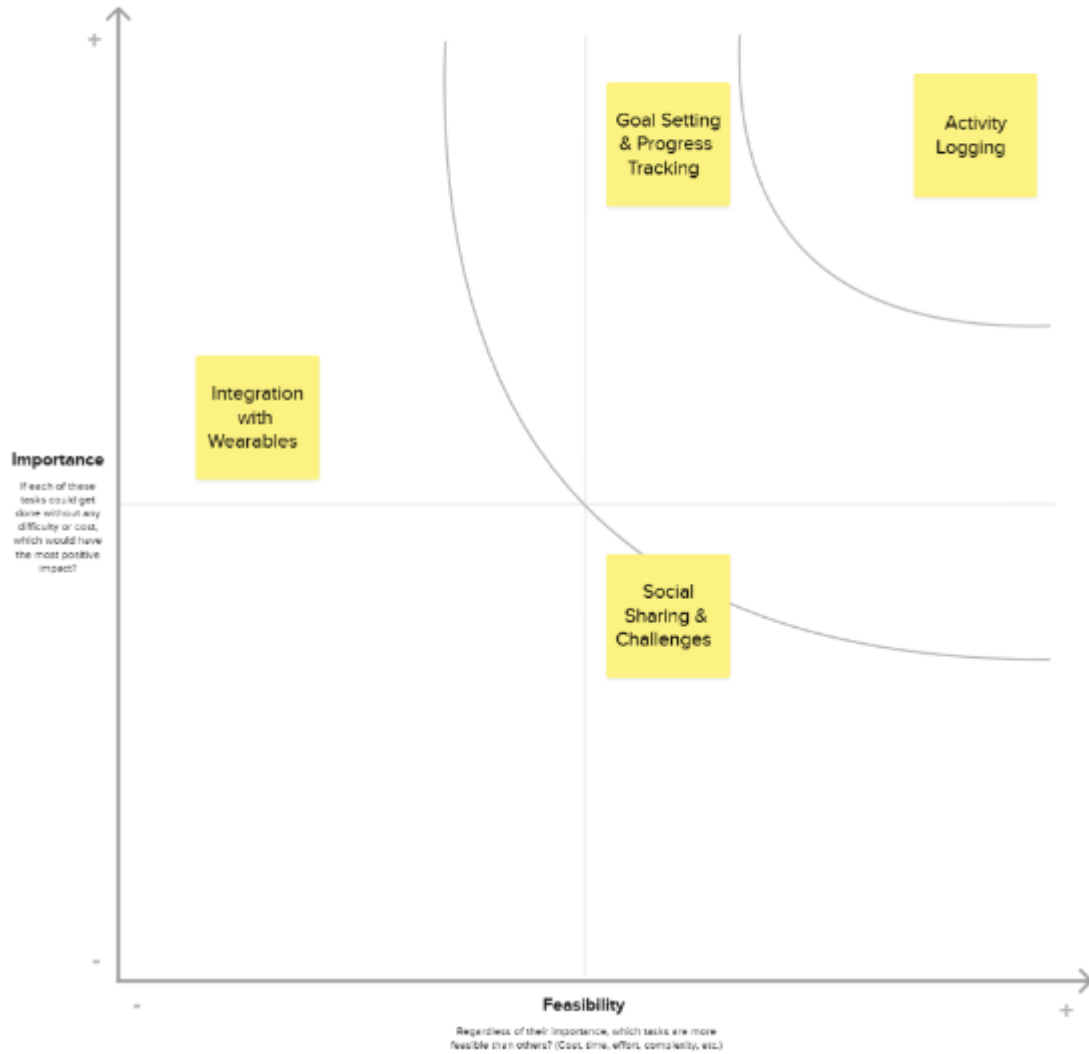 +
Goal Setting
& Progress
Tracking
Activity
Logging
Integration
with
Wearables
Importance
If each of these
tasks could get
done without any
difficulty or cost,
which would have
the most positive
impact?
Social
Sharing &
Challenges
-
-
Feasibility
+
Regardless of their importance, which tasks are more
feasible than others? (Cost, time, effort, complexity, etc.)